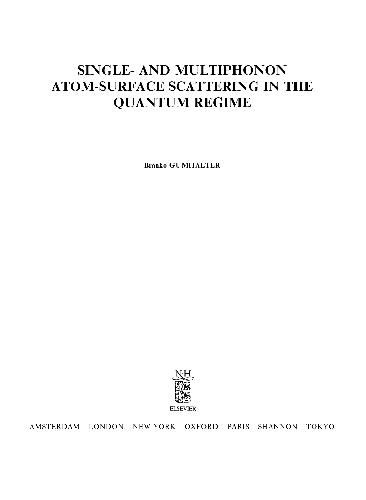 SINGLE- AND MULTIPHONON
ATOM-SURFACE SCATTERING IN THE
QUANTUM REGIME
Branko GUMHALTER
NH
ELSEVIER
AMSTERDAM LONDON NEW YORK OXFORD PARIS SHANNON TOKYO